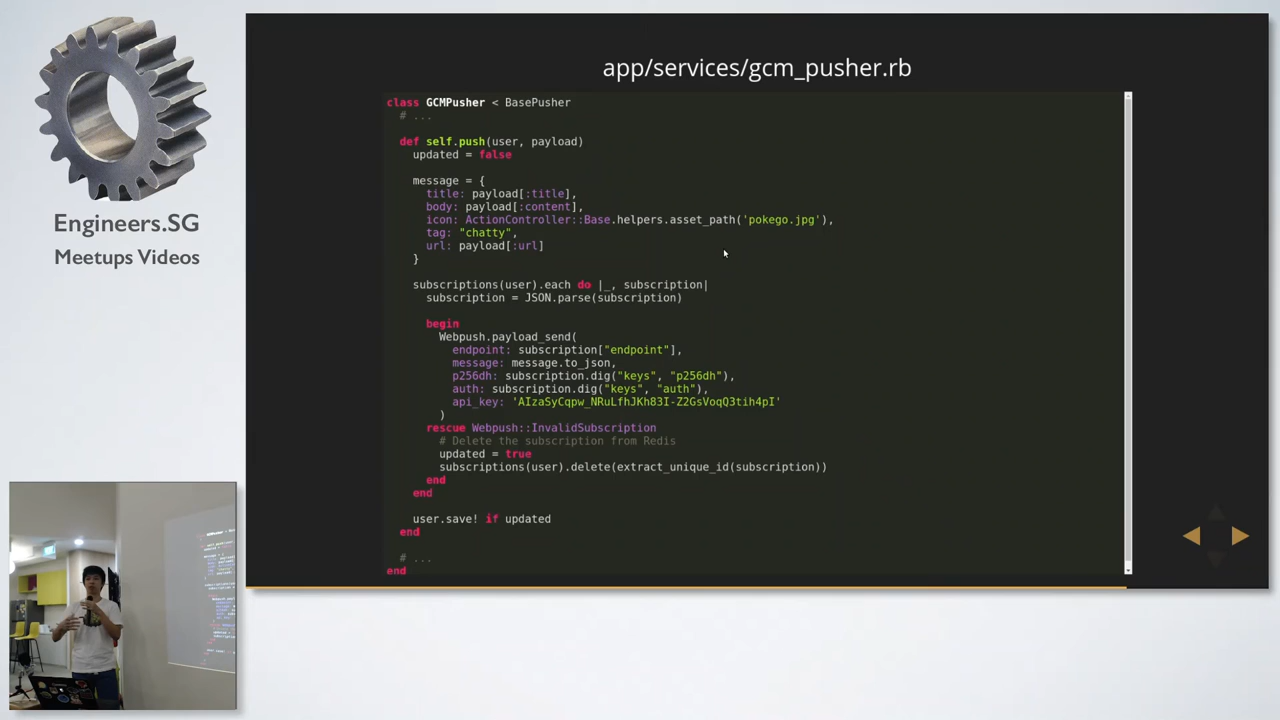 Engineers.SG
Meetups Videos
app/services/gcm_pusher.rb
class GCMPusher < BasePusher
  # ...

  def self.push(user, payload)
    updated = false

    message = {
      title: payload[:title],
      body: payload[:content],
      icon: ActionController::Base.helpers.asset_path('pokego.jpg'),
      tag: "chatty",
      url: payload[:url]
    }

    subscriptions(user).each do |_, subscription|
      subscription = JSON.parse(subscription)

      begin
        Webpush.payload_send(
          endpoint: subscription["endpoint"],
          message: message.to_json,
          p256dh: subscription.dig("keys", "p256dh"),
          auth: subscription.dig("keys", "auth"),
          api_key: 'AIzaSyCqpw_NRuLfhJKh83I-Z2GsVoqQ3tih4pI'
        )
      rescue Webpush::InvalidSubscription
        # Delete the subscription from Redis
        updated = true
        subscriptions(user).delete(extract_unique_id(subscription))
      end
    end

    user.save! if updated
  end

  # ...
end